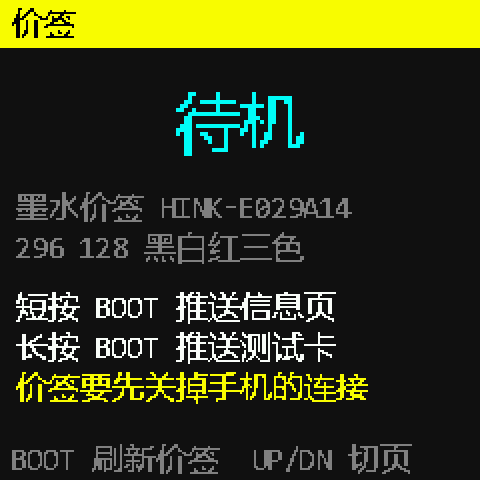 价签
待机
墨水价签 HINK-E029A14
296 128 黑白红三色
短按 BOOT 推送信息页
长按 BOOT 推送测试卡
价签要先关掉手机的连接
BOOT 刷新价签 UP/DN 切页